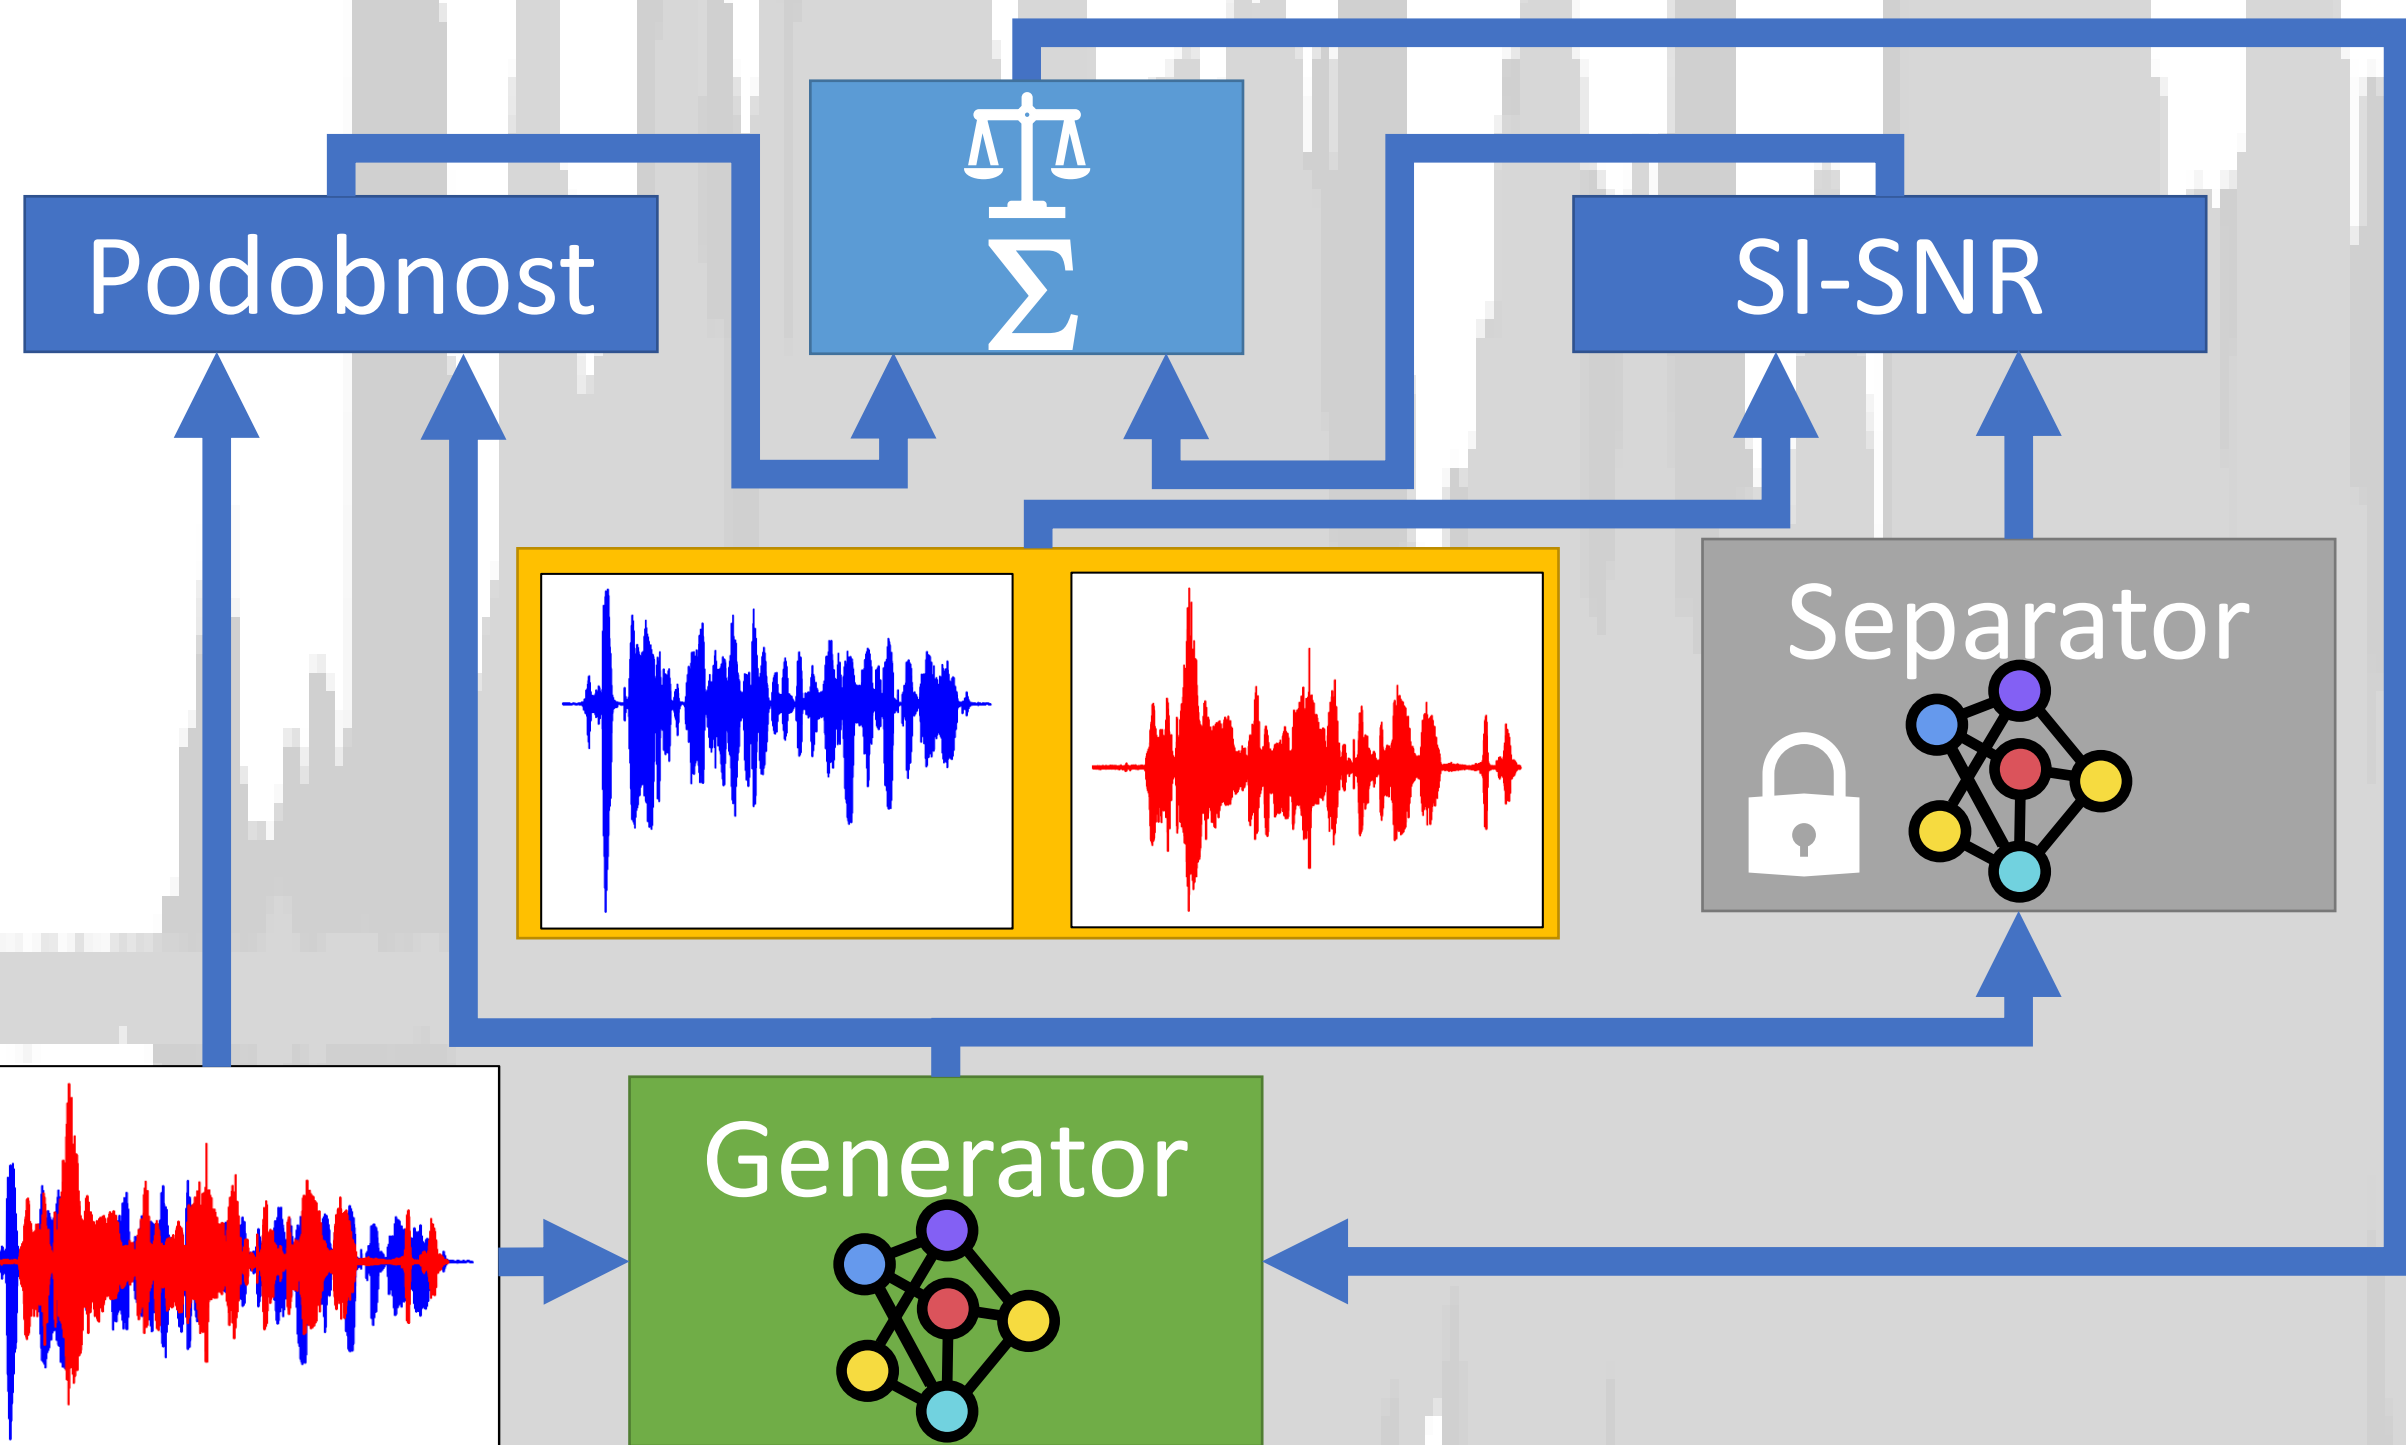 Podobnost
Σ
SI-SNR
Separator
Generator